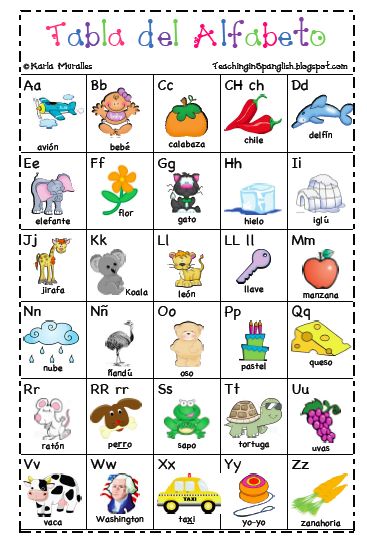 Tabla del Alfabeto
©Karla Muralles TeachinginSpanglish.blogspot.com
Aa Bb Cc CH ch Dd
avión bebé calabaza chile delfín
Ee Ff Gg Hh Ii
elefante flor gato hielo iglú
Jj Kk Ll LL ll Mm
jirafa Koala león llave manzana
Nn Ññ Oo Pp Qq
nube ñandú oso pastel queso
Rr RR rr Ss Tt Uu
ratón perro sapo tortuga uvas
Vv Ww Xx Yy Zz
TAXI
vaca Washington taxi yo-yo zanahoria